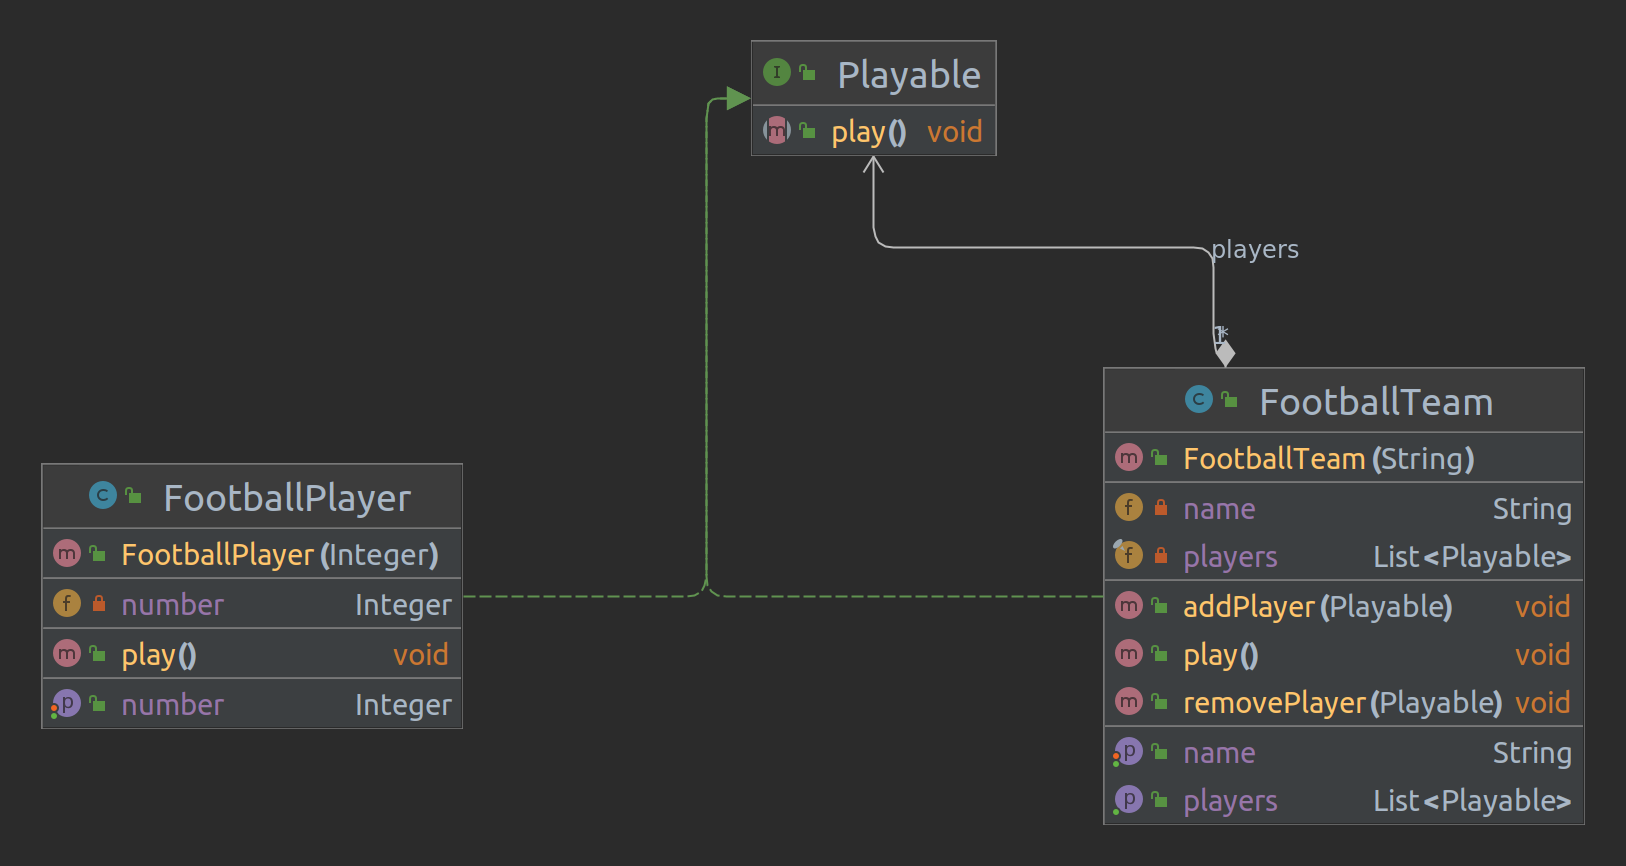 Playable
play() void
players
1
*
FootballTeam
FootballTeam(String)
name String
players List<Playable>
addPlayer(Playable) void
play() void
removePlayer(Playable) void
name String
players List<Playable>
FootballPlayer
FootballPlayer(Integer)
number Integer
play() void
number Integer